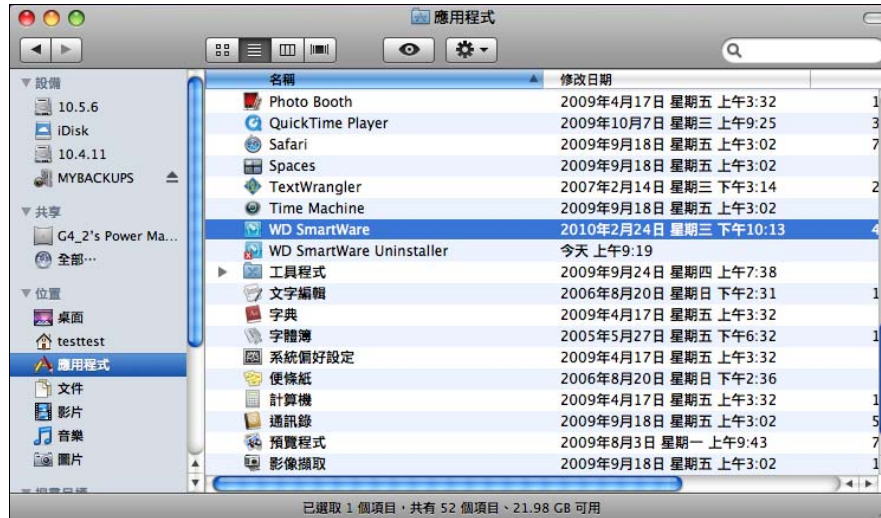 應用程式
名稱 修改日期
▼設備
10.5.6
iDisk
10.4.11
MYBACKUPS
▼共享
G4_2's Power Ma...
全部…
▼位置
桌面
testtest
應用程式
文件
影片
音樂
圖片
Photo Booth 2009年4月17日 星期五 上午3:32 1
QuickTime Player 2009年10月7日 星期三 上午9:25 3
Safari 2009年9月18日 星期五 上午3:02 7
Spaces 2009年9月18日 星期五 上午3:02
TextWrangler 2007年2月14日 星期三 下午3:14 2
Time Machine 2009年9月18日 星期五 上午3:02
WD SmartWare 2010年2月24日 星期三 下午10:13 4
WD SmartWare Uninstaller 今天 上午9:19
工具程式 2009年9月24日 星期四 上午7:38
文字編輯 2006年8月20日 星期日 下午2:31 1
字典 2009年4月17日 星期五 上午3:32
字體簿 2005年5月27日 星期五 下午6:32 1
系統偏好設定 2009年4月17日 星期五 上午3:32
便條紙 2006年8月20日 星期日 下午2:36
計算機 2009年4月17日 星期五 上午3:32 1
通訊錄 2009年9月18日 星期五 上午3:02 5
預覽程式 2009年8月3日 星期一 上午9:43 7
影像擷取 2009年9月18日 星期五 上午3:02 1
已選取 1 個項目，共有 52 個項目、21.98 GB 可用